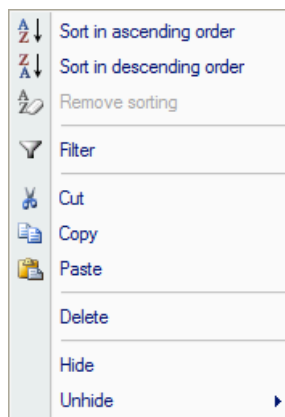 Sort in ascending order
Sort in descending order
Remove sorting
Filter
Cut
Copy
Paste
Delete
Hide
Unhide